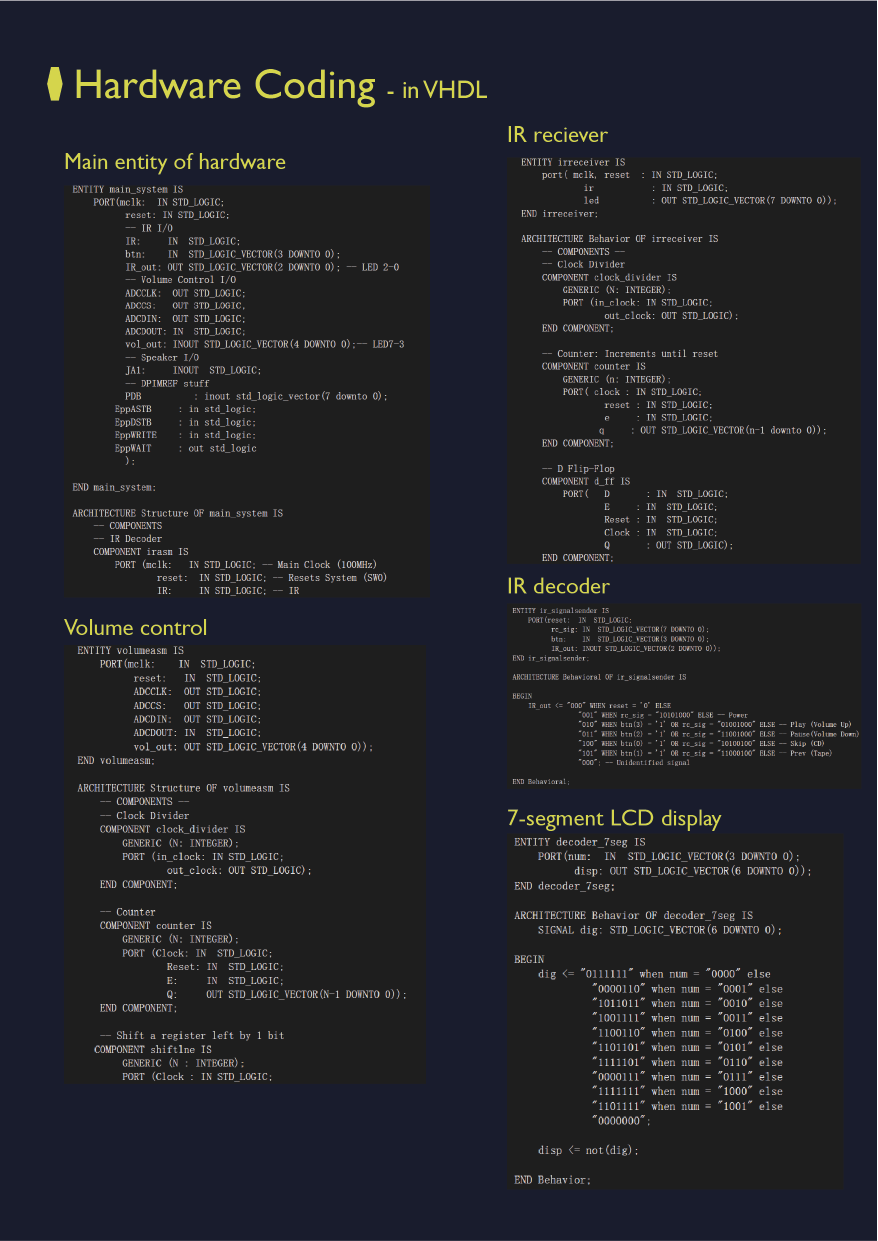 Hardware Coding - in VHDL
Main entity of hardware
ENTITY main_system IS
PORT(mclk: IN STD_LOGIC;
reset: IN STD_LOGIC;
-- IR I/O
IR: IN STD_LOGIC;
btn: IN STD_LOGIC_VECTOR(3 DOWNTO 0);
IR_out: OUT STD_LOGIC_VECTOR(2 DOWNTO 0); -- LED 2-0
-- Volume Control I/O
ADCCLK: OUT STD_LOGIC;
ADCCS: OUT STD_LOGIC;
ADCDIN: OUT STD_LOGIC;
ADCDOUT: IN STD_LOGIC;
vol_out: INOUT STD_LOGIC_VECTOR(4 DOWNTO 0);-- LED7-3
-- Speaker I/O
JA1: INOUT STD_LOGIC;
-- DPIMREF stuff
PDB : inout std_logic_vector(7 downto 0);
EppASTB : in std_logic;
EppDSTB : in std_logic;
EppWRITE : in std_logic;
EppWAIT : out std_logic
);
END main_system;
ARCHITECTURE Structure OF main_system IS
-- COMPONENTS
-- IR Decoder
COMPONENT irasm IS
PORT (mclk: IN STD_LOGIC; -- Main Clock (100MHz)
reset: IN STD_LOGIC; -- Resets System (SW0)
IR: IN STD_LOGIC; -- IR
Volume control
ENTITY volumeasm IS
PORT(mclk: IN STD_LOGIC;
reset: IN STD_LOGIC;
ADCCLK: OUT STD_LOGIC;
ADCCS: OUT STD_LOGIC;
ADCDIN: OUT STD_LOGIC;
ADCDOUT: IN STD_LOGIC;
vol_out: OUT STD_LOGIC_VECTOR(4 DOWNTO 0));
END volumeasm;
ARCHITECTURE Structure OF volumeasm IS
-- COMPONENTS --
-- Clock Divider
COMPONENT clock_divider IS
GENERIC (N: INTEGER);
PORT (in_clock: IN STD_LOGIC;
out_clock: OUT STD_LOGIC);
END COMPONENT;
-- Counter
COMPONENT counter IS
GENERIC (N: INTEGER);
PORT (Clock: IN STD_LOGIC;
Reset: IN STD_LOGIC;
E: IN STD_LOGIC;
Q: OUT STD_LOGIC_VECTOR(N-1 DOWNTO 0));
END COMPONENT;
-- Shift a register left by 1 bit
COMPONENT shiftlne IS
GENERIC (N : INTEGER);
PORT (Clock : IN STD_LOGIC;
IR reciever
ENTITY irreceiver IS
port( mclk, reset : IN STD_LOGIC;
ir : IN STD_LOGIC;
led : OUT STD_LOGIC_VECTOR(7 DOWNTO 0));
END irreceiver;
ARCHITECTURE Behavior OF irreceiver IS
-- COMPONENTS --
-- Clock Divider
COMPONENT clock_divider IS
GENERIC (N: INTEGER);
PORT (in_clock: IN STD_LOGIC;
out_clock: OUT STD_LOGIC);
END COMPONENT;
-- Counter: Increments until reset
COMPONENT counter IS
GENERIC (n: INTEGER);
PORT( clock : IN STD_LOGIC;
reset : IN STD_LOGIC;
e : IN STD_LOGIC;
q : OUT STD_LOGIC_VECTOR(n-1 downto 0));
END COMPONENT;
-- D Flip-Flop
COMPONENT d_ff IS
PORT( D : IN STD_LOGIC;
E : IN STD_LOGIC;
Reset : IN STD_LOGIC;
Clock : IN STD_LOGIC;
Q : OUT STD_LOGIC);
END COMPONENT;
IR decoder
ENTITY ir_signalsender IS
PORT(reset: IN STD_LOGIC;
rc_sig: IN STD_LOGIC_VECTOR(7 DOWNTO 0);
btn: IN STD_LOGIC_VECTOR(3 DOWNTO 0);
IR_out: INOUT STD_LOGIC_VECTOR(2 DOWNTO 0));
END ir_signalsender;
ARCHITECTURE Behavioral OF ir_signalsender IS
BEGIN
IR_out <= "000" WHEN reset = '0' ELSE
"001" WHEN rc_sig = "10101000" ELSE -- Power
"010" WHEN btn(3) = '1' OR rc_sig = "01001000" ELSE -- Play (Volume Up)
"011" WHEN btn(2) = '1' OR rc_sig = "11001000" ELSE -- Pause(Volume Down)
"100" WHEN btn(0) = '1' OR rc_sig = "10100100" ELSE -- Skip (CD)
"101" WHEN btn(1) = '1' OR rc_sig = "11000100" ELSE -- Prev (Tape)
"000"; -- Unidentified signal
END Behavioral;
7-segment LCD display
ENTITY decoder_7seg IS
PORT(num: IN STD_LOGIC_VECTOR(3 DOWNTO 0);
disp: OUT STD_LOGIC_VECTOR(6 DOWNTO 0));
END decoder_7seg;
ARCHITECTURE Behavior OF decoder_7seg IS
SIGNAL dig: STD_LOGIC_VECTOR(6 DOWNTO 0);
BEGIN
dig <= "0111111" when num = "0000" else
"0000110" when num = "0001" else
"1011011" when num = "0010" else
"1001111" when num = "0011" else
"1100110" when num = "0100" else
"1101101" when num = "0101" else
"1111101" when num = "0110" else
"0000111" when num = "0111" else
"1111111" when num = "1000" else
"1101111" when num = "1001" else
"0000000";
disp <= not(dig);
END Behavior;